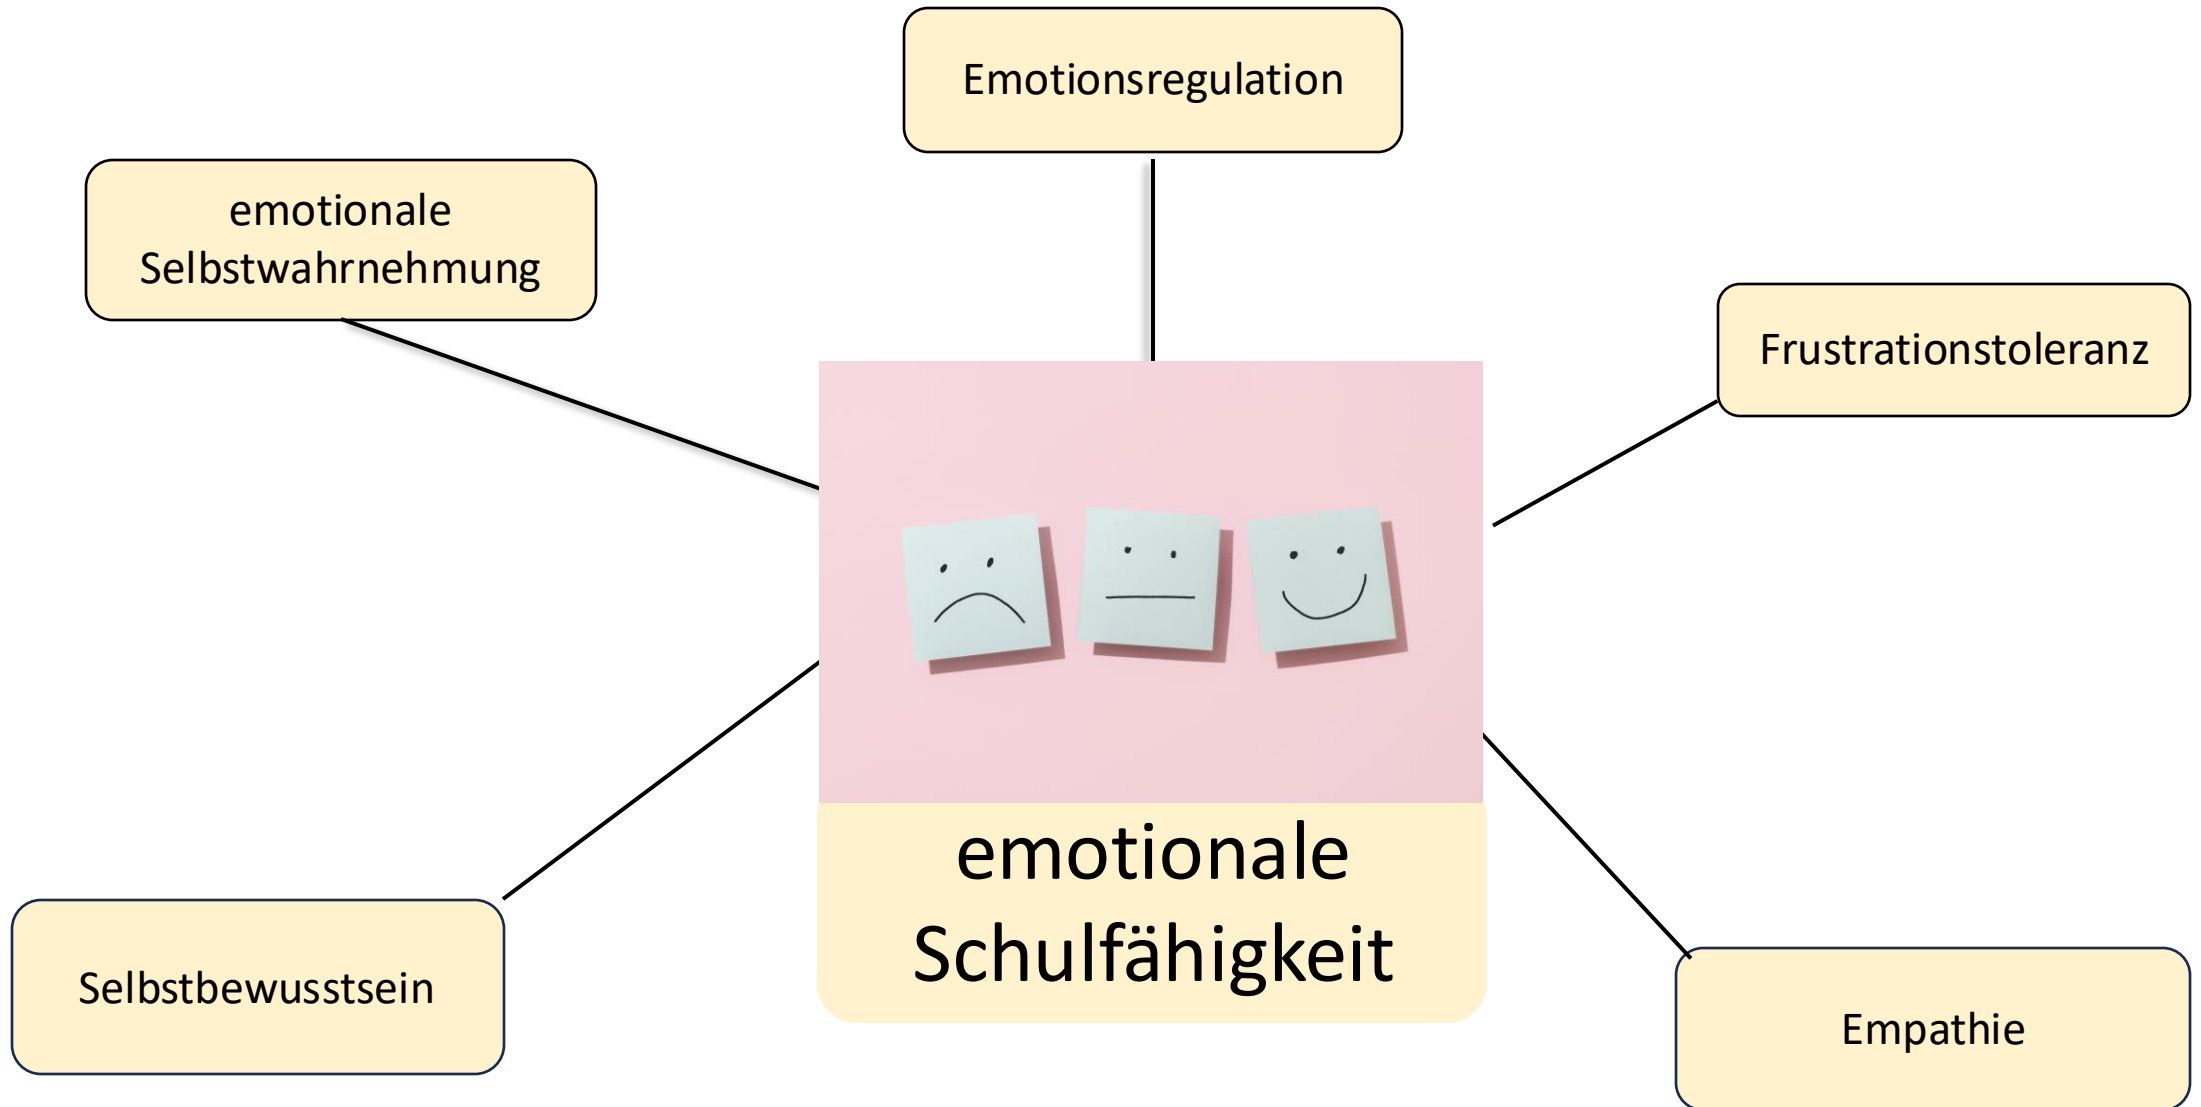 Emotionsregulation
emotionale
Selbstwahrnehmung
Frustrationstoleranz
emotionale
Schulfähigkeit
Selbstbewusstsein
Empathie